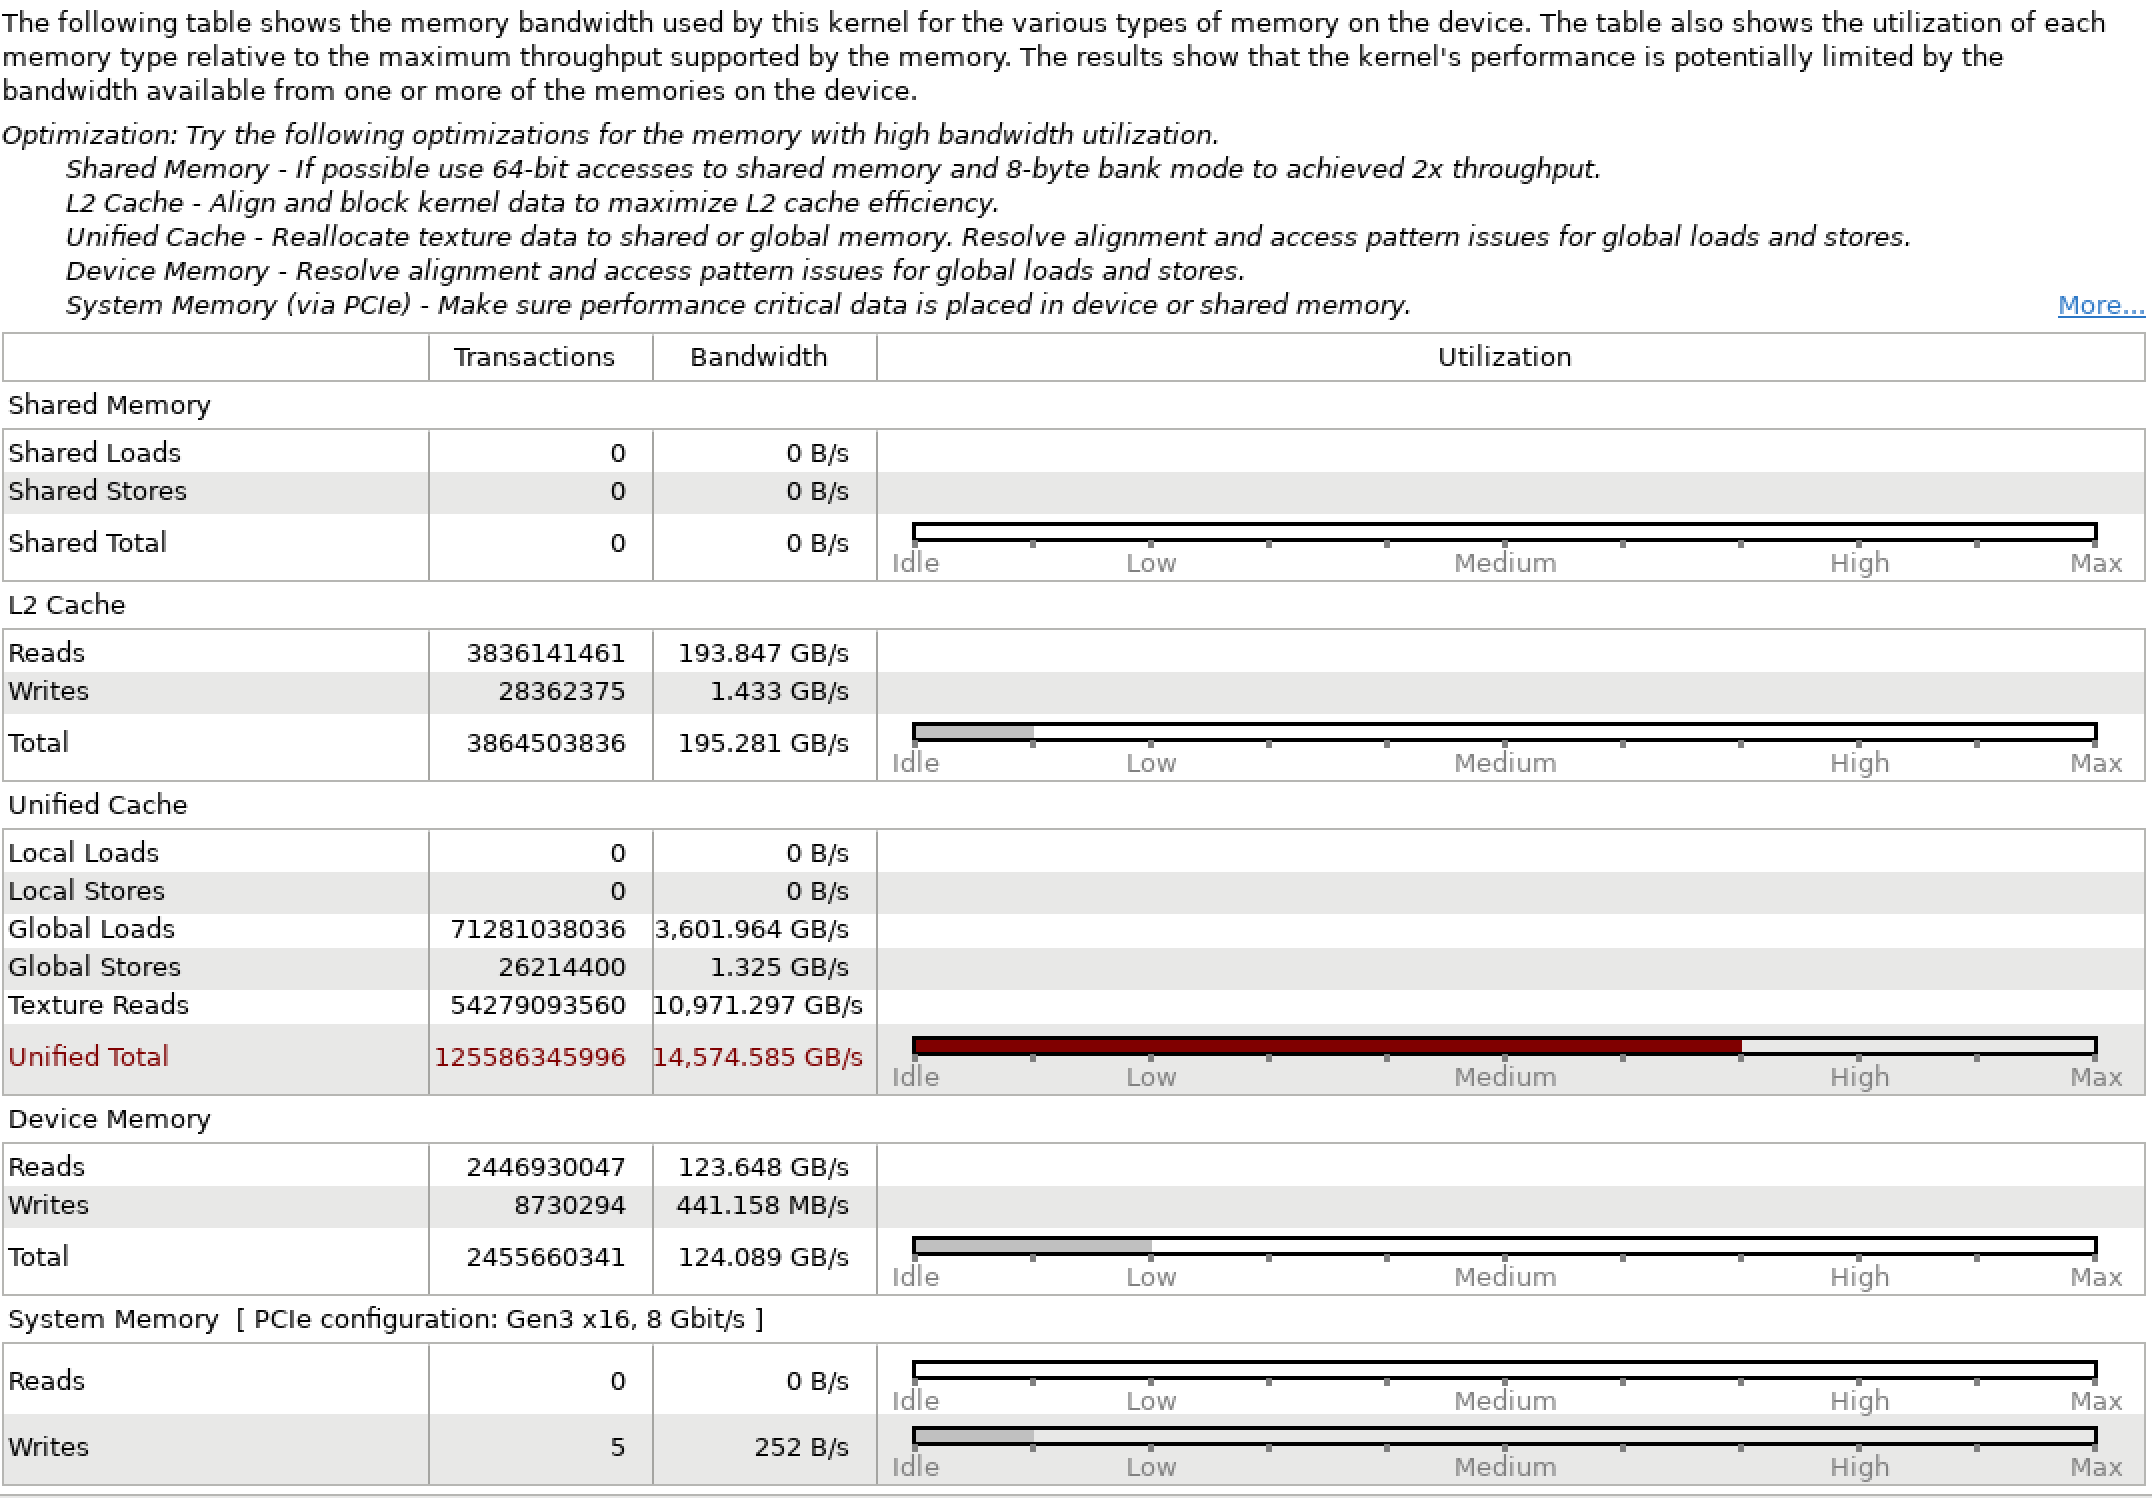 The following table shows the memory bandwidth used by this kernel for the various types of memory on the device. The table also shows the utilization of each
memory type relative to the maximum throughput supported by the memory. The results show that the kernel's performance is potentially limited by the
bandwidth available from one or more of the memories on the device.
Optimization: Try the following optimizations for the memory with high bandwidth utilization.
Shared Memory - If possible use 64-bit accesses to shared memory and 8-byte bank mode to achieved 2x throughput.
L2 Cache - Align and block kernel data to maximize L2 cache efficiency.
Unified Cache - Reallocate texture data to shared or global memory. Resolve alignment and access pattern issues for global loads and stores.
Device Memory - Resolve alignment and access pattern issues for global loads and stores.
System Memory (via PCIe) - Make sure performance critical data is placed in device or shared memory. More...
Transactions Bandwidth Utilization
Shared Memory
Shared Loads 0 0 B/s
Shared Stores 0 0 B/s
Shared Total 0 0 B/s
Idle Low Medium High Max
L2 Cache
Reads 3836141461 193.847 GB/s
Writes 28362375 1.433 GB/s
Total 3864503836 195.281 GB/s
Idle Low Medium High Max
Unified Cache
Local Loads 0 0 B/s
Local Stores 0 0 B/s
Global Loads 71281038036 3,601.964 GB/s
Global Stores 26214400 1.325 GB/s
Texture Reads 54279093560 10,971.297 GB/s
Unified Total 125586345996 14,574.585 GB/s
Idle Low Medium High Max
Device Memory
Reads 2446930047 123.648 GB/s
Writes 8730294 441.158 MB/s
Total 2455660341 124.089 GB/s
Idle Low Medium High Max
System Memory [ PCIe configuration: Gen3 x16, 8 Gbit/s ]
Reads 0 0 B/s
Idle Low Medium High Max
Writes 5 252 B/s
Idle Low Medium High Max